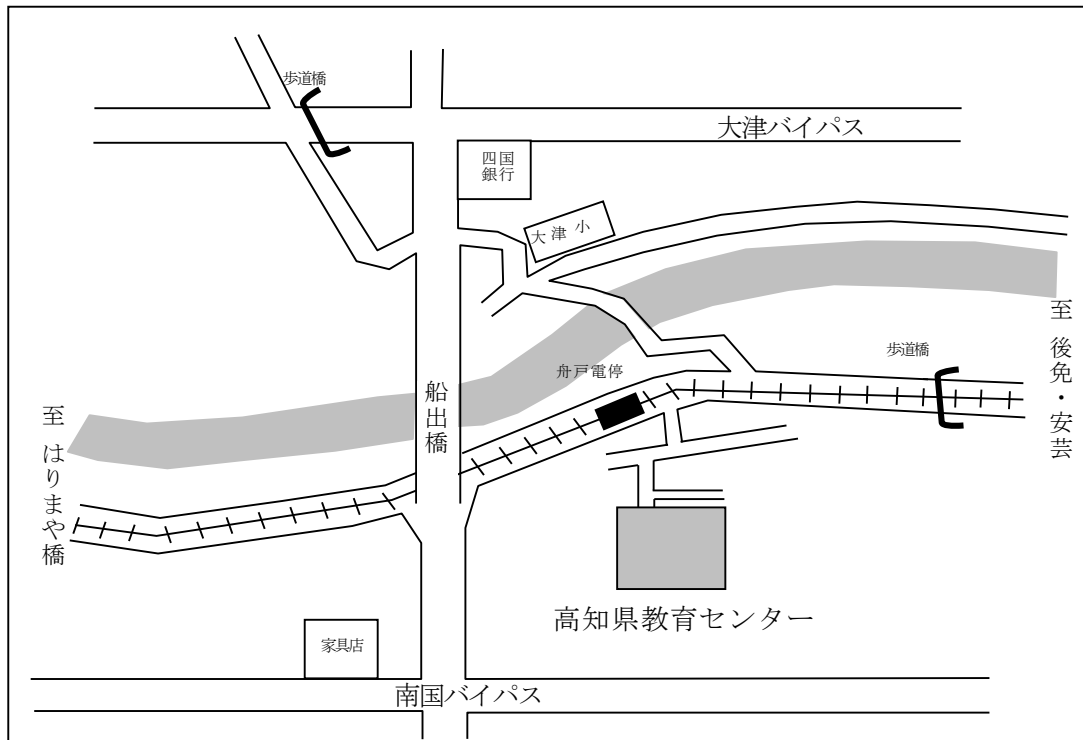 歩道橋
大津バイパス
四国
銀行
大津小
歩道橋
舟戸電停
船出橋
至 はりまや橋
至 後免・安芸
高知県教育センター
家具店
南国バイパス